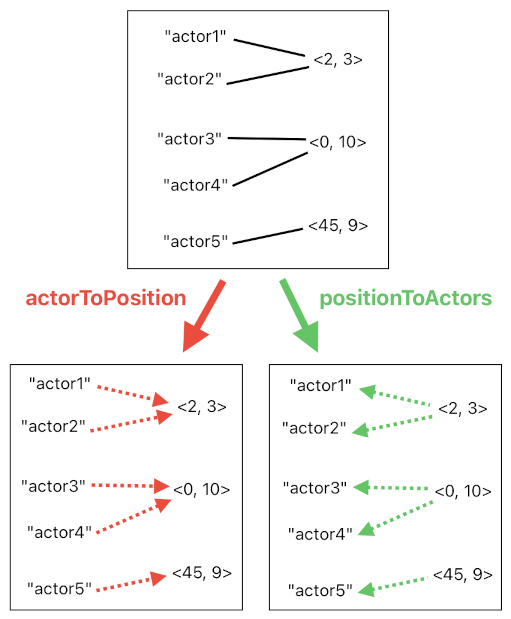 "actor1"
<2, 3>
"actor2"
"actor3"
<0, 10>
"actor4"
<45, 9>
"actor5"
actorToPosition
positionToActors
"actor1"
<2, 3>
"actor2"
"actor3"
<0, 10>
"actor4"
<45, 9>
"actor5"
"actor1"
<2, 3>
"actor2"
"actor3"
<0, 10>
"actor4"
<45, 9>
"actor5"